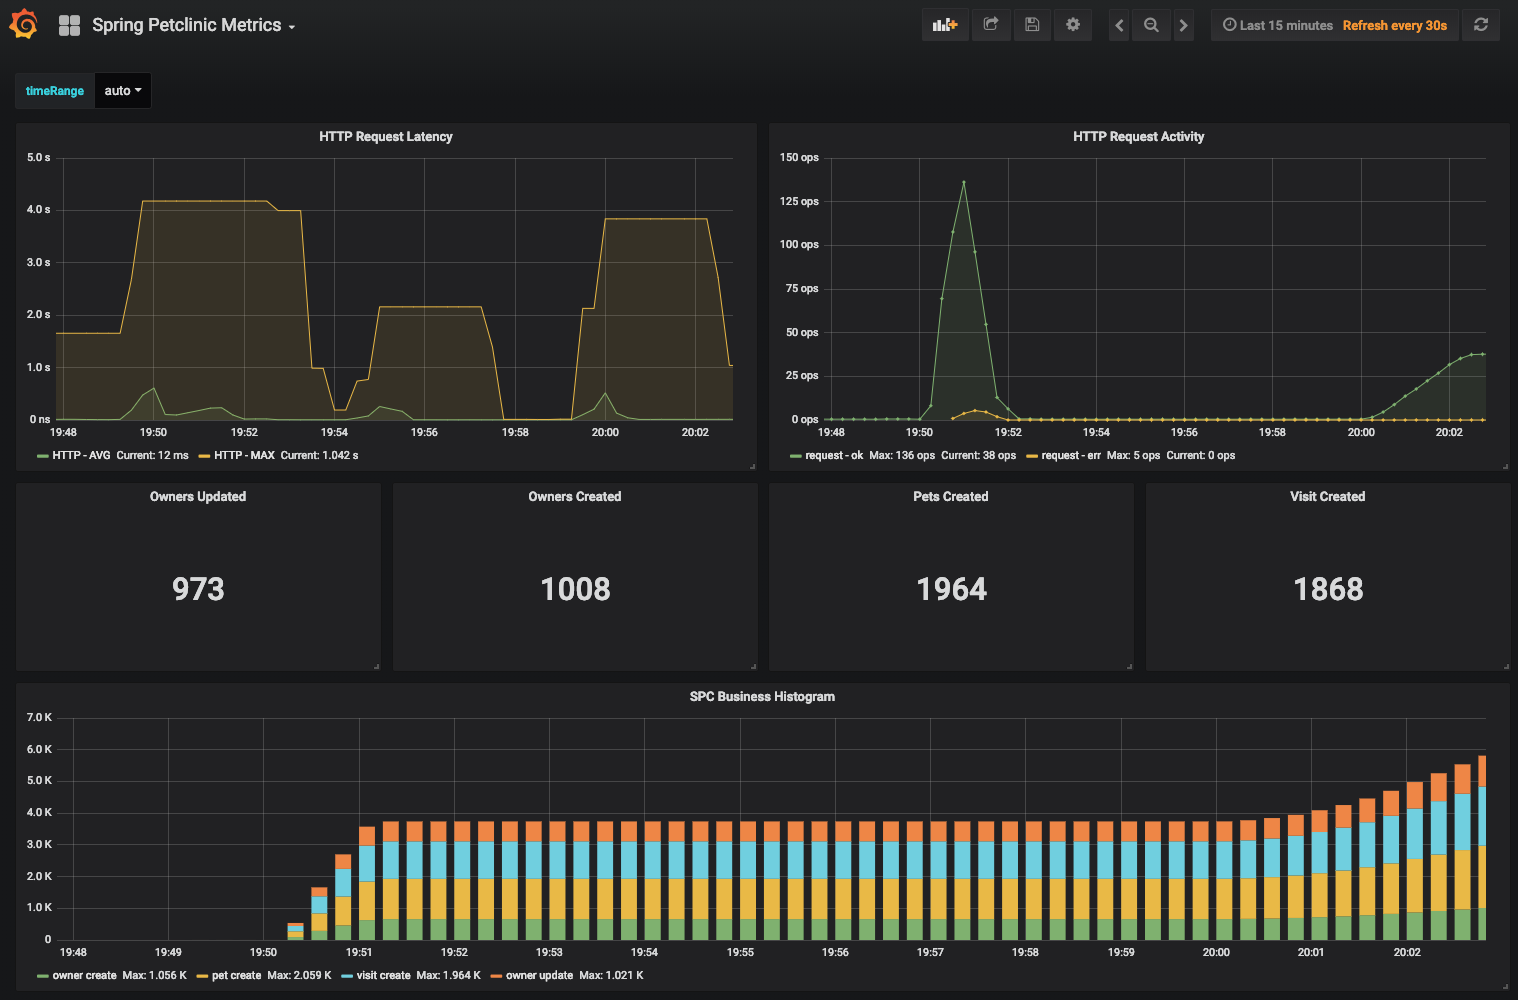 Spring Petclinic Metrics
Last 15 minutes Refresh every 30s
timeRange auto
HTTP Request Latency
5.0 s
4.0 s
3.0 s
2.0 s
1.0 s
0 ns
19:48 19:50 19:52 19:54 19:56 19:58 20:00 20:02
HTTP - AVG Current: 12 ms HTTP - MAX Current: 1.042 s
HTTP Request Activity
150 ops
125 ops
100 ops
75 ops
50 ops
25 ops
0 ops
19:48 19:50 19:52 19:54 19:56 19:58 20:00 20:02
request - ok Max: 136 ops Current: 38 ops request - err Max: 5 ops Current: 0 ops
Owners Updated
973
Owners Created
1008
Pets Created
1964
Visit Created
1868
SPC Business Histogram
7.0 K
6.0 K
5.0 K
4.0 K
3.0 K
2.0 K
1.0 K
0
19:48 19:49 19:50 19:51 19:52 19:53 19:54 19:55 19:56 19:57 19:58 19:59 20:00 20:01 20:02
owner create Max: 1.056 K pet create Max: 2.059 K visit create Max: 1.964 K owner update Max: 1.021 K